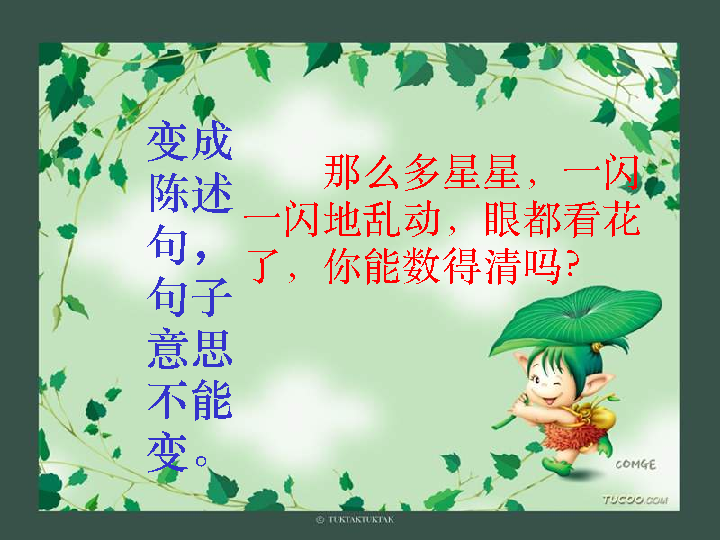 变成
陈述
句，
句子
意思
不能
变。
那么多星星，一闪
一闪地乱动，眼都看花
了，你能数得清吗？
COMGE
TUCOO.COM
© TUKTAKTUKTAK